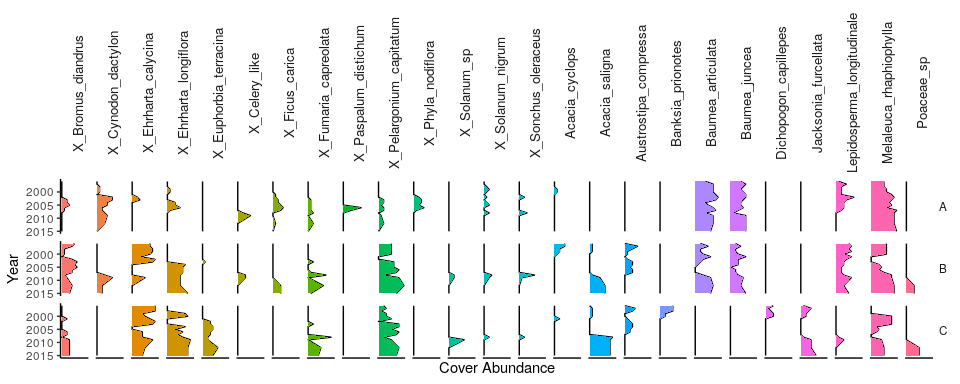 X_Bromus_diandrus
X_Cynodon_dactylon
X_Ehrharta_calycina
X_Ehrharta_longiflora
X_Euphorbia_terracina
X_Celery_like
X_Ficus_carica
X_Fumaria_capreolata
X_Paspalum_distichum
X_Pelargonium_capitatum
X_Phyla_nodiflora
X_Solanum_sp
X_Solanum_nigrum
X_Sonchus_oleraceus
Acacia_cyclops
Acacia_saligna
Austrostipa_compressa
Banksia_prionotes
Baumea_articulata
Baumea_juncea
Dichopogon_capillepes
Jacksonia_furcellata
Lepidosperma_longitudinale
Melaleuca_rhaphiophylla
Poaceae_sp
2000
2005
2010
2015
A
2000
2005
2010
2015
B
2000
2005
2010
2015
C
Year
Cover Abundance